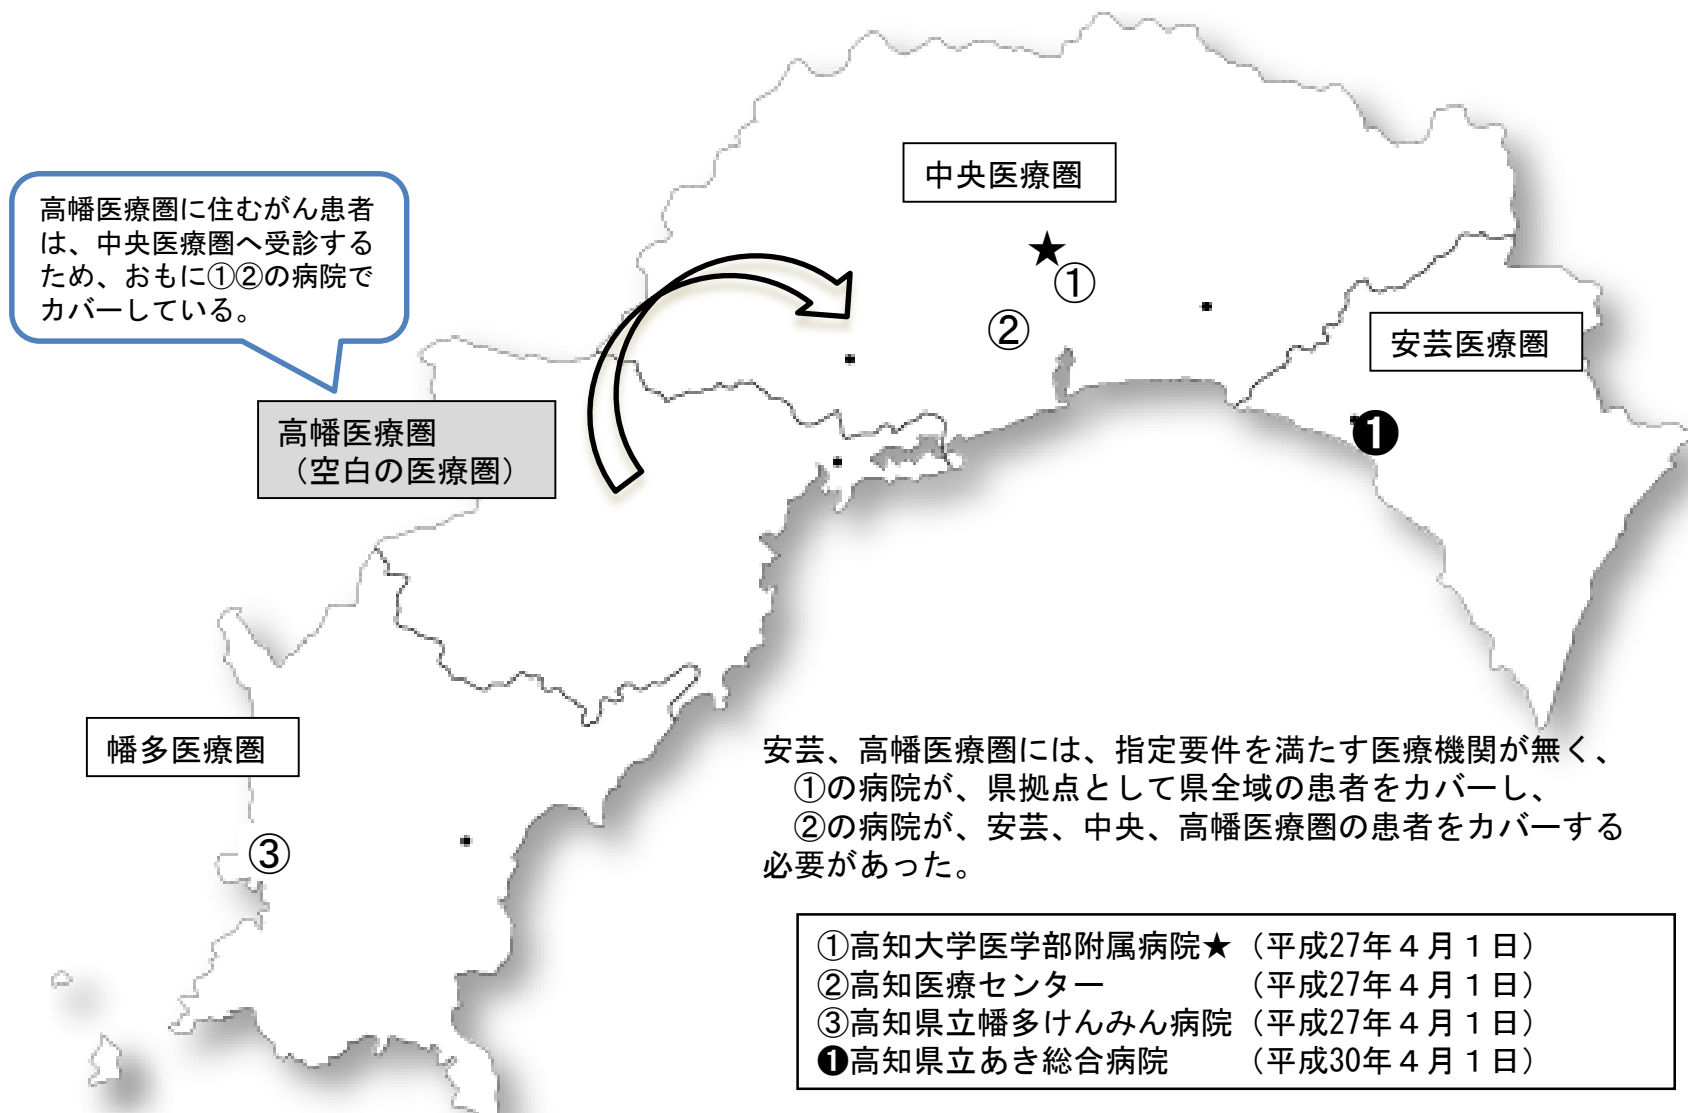 中央医療圏
高幡医療圏に住むがん患者
は、中央医療圏へ受診する
ため、おもに①②の病院で
カバーしている。
★
①
②
安芸医療圏
❶
高幡医療圏
（空白の医療圏）
幡多医療圏
③
安芸、高幡医療圏には、指定要件を満たす医療機関が無く、
①の病院が、県拠点として県全域の患者をカバーし、
②の病院が、安芸、中央、高幡医療圏の患者をカバーする
必要があった。
①高知大学医学部附属病院★（平成27年４月１日）
②高知医療センター　　　　（平成27年４月１日）
③高知県立幡多けんみん病院（平成27年４月１日）
❶高知県立あき総合病院　　（平成30年４月１日）